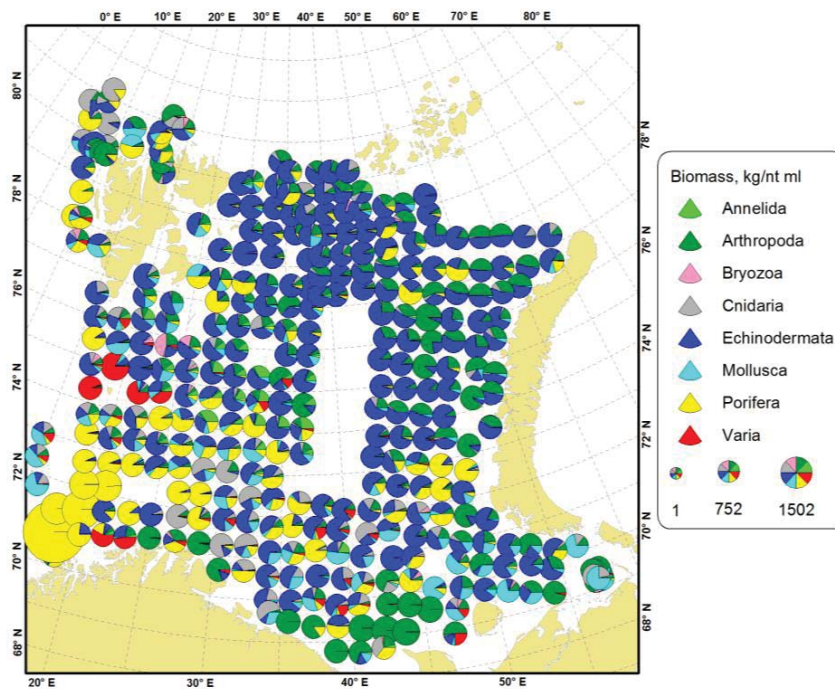 0° E 10° E 20° E 30° E 40° E 50° E 60° E 70° E 80° E
80° N
78° N
76° N
74° N
72° N
70° N
68° N
78° N
76° N
74° N
72° N
70° N
68° N
20° E 30° E 40° E 50° E
Biomass, kg/nt ml
Annelida
Arthropoda
Bryozoa
Cnidaria
Echinodermata
Mollusca
Porifera
Varia
1 752 1502